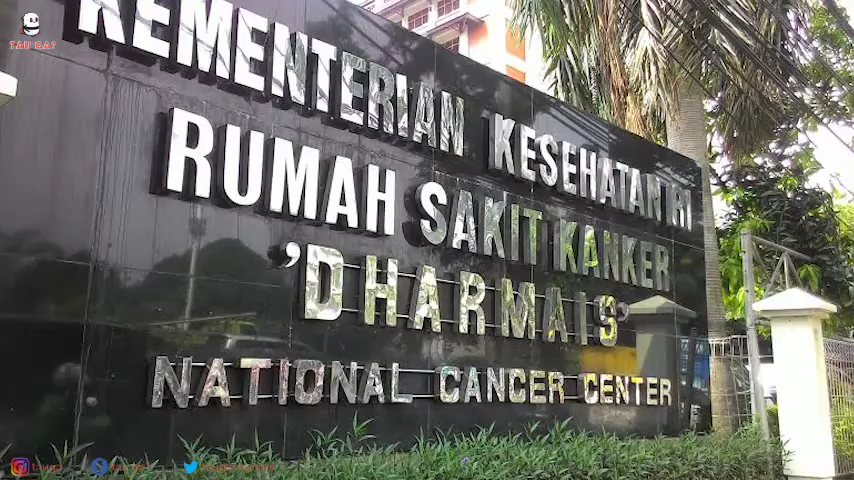 TAU GA?
KEMENTERIAN KESEHATAN RI
RUMAH SAKIT KANKER
'DHARMAIS'
NATIONAL CANCER CENTER